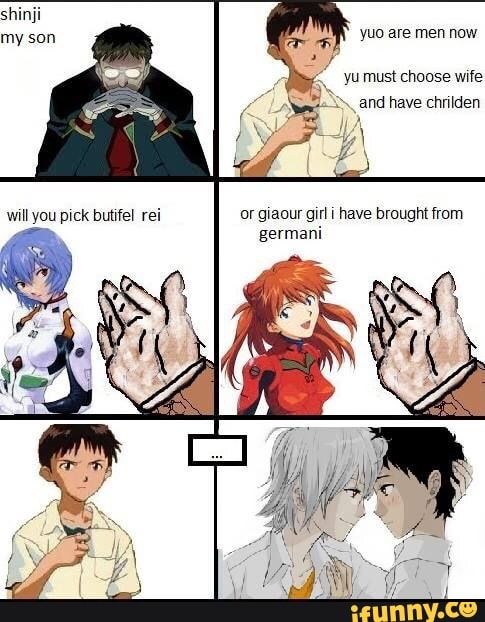 shinji
my son
yuo are men now
yu must choose wife
and have chrilden
will you pick butifel rei
or giaour girl i have brought from
germani
...
ifunny.co